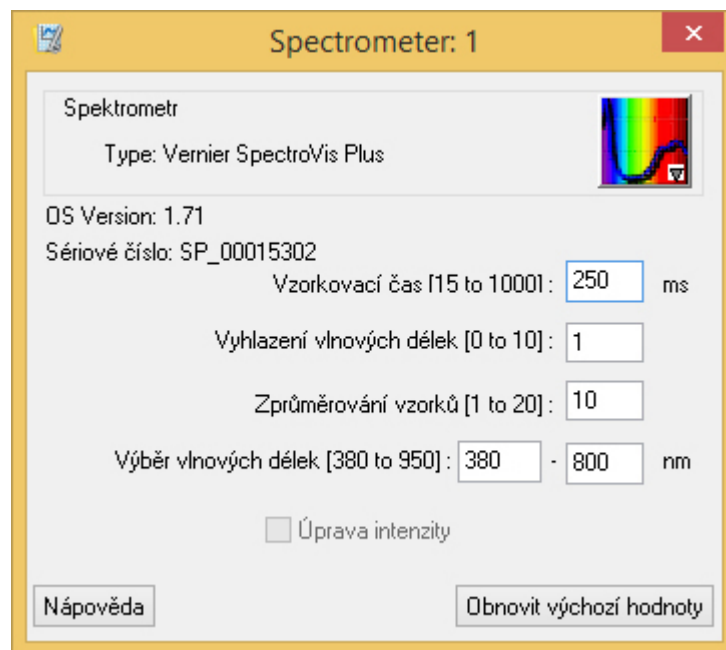 Spectrometer: 1
Spektrometr
Type: Vernier SpectroVis Plus
OS Version: 1.71
Sériové číslo: SP_00015302
Vzorkovací čas [15 to 1000] : 250 ms
Vyhlazení vlnových délek [0 to 10] : 1
Zprůměrování vzorků [1 to 20] : 10
Výběr vlnových délek [380 to 950] : 380 - 800 nm
Úprava intenzity
Nápověda Obnovit výchozí hodnoty